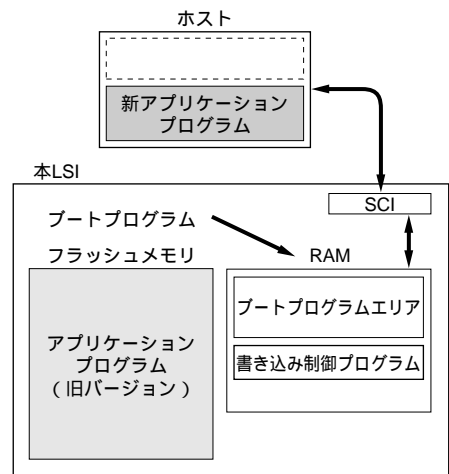 ホスト
新アプリケーション
プログラム
本LSI
SCI
ブートプログラム
フラッシュメモリ
RAM
ブートプログラムエリア
アプリケーション
プログラム
(旧バージョン)
書き込み制御プログラム